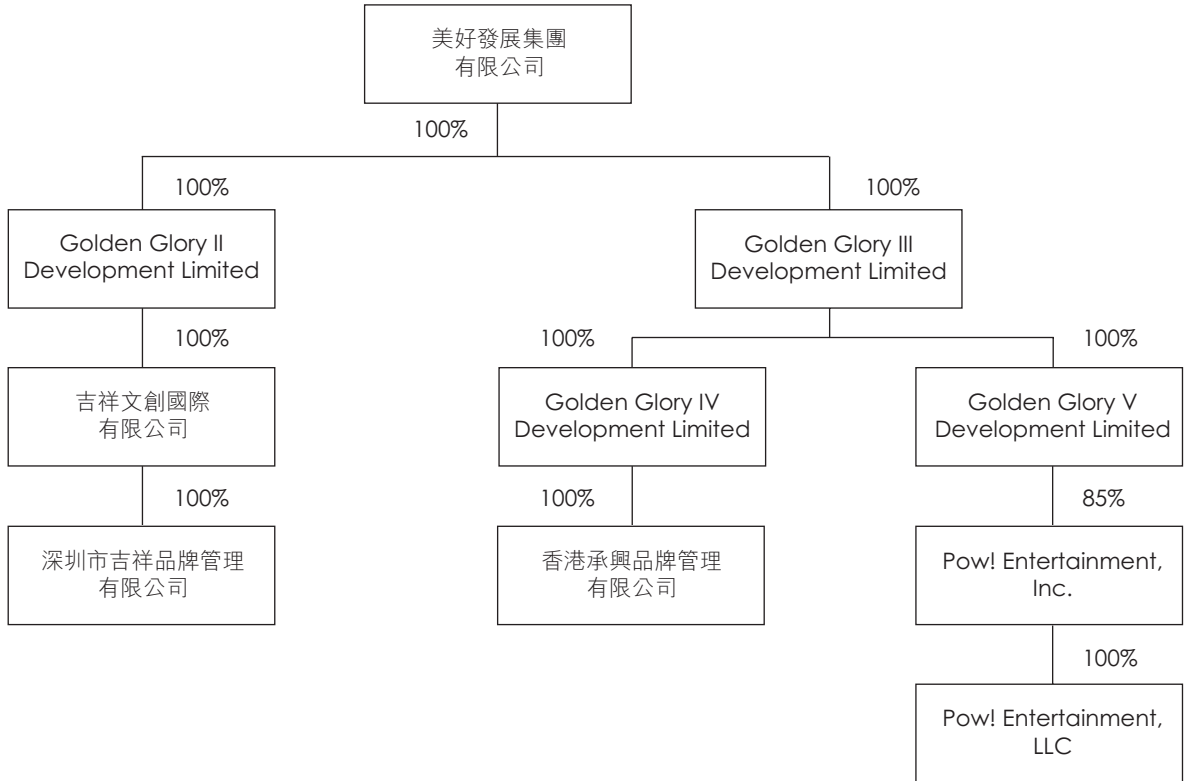 美好發展集團
有限公司
100%
100%
100%
Golden Glory II
Development Limited
Golden Glory III
Development Limited
100%
100%
100%
吉祥文創國際
有限公司
Golden Glory IV
Development Limited
Golden Glory V
Development Limited
100%
100%
85%
深圳市吉祥品牌管理
有限公司
香港承興品牌管理
有限公司
Pow! Entertainment,
Inc.
100%
Pow! Entertainment,
LLC